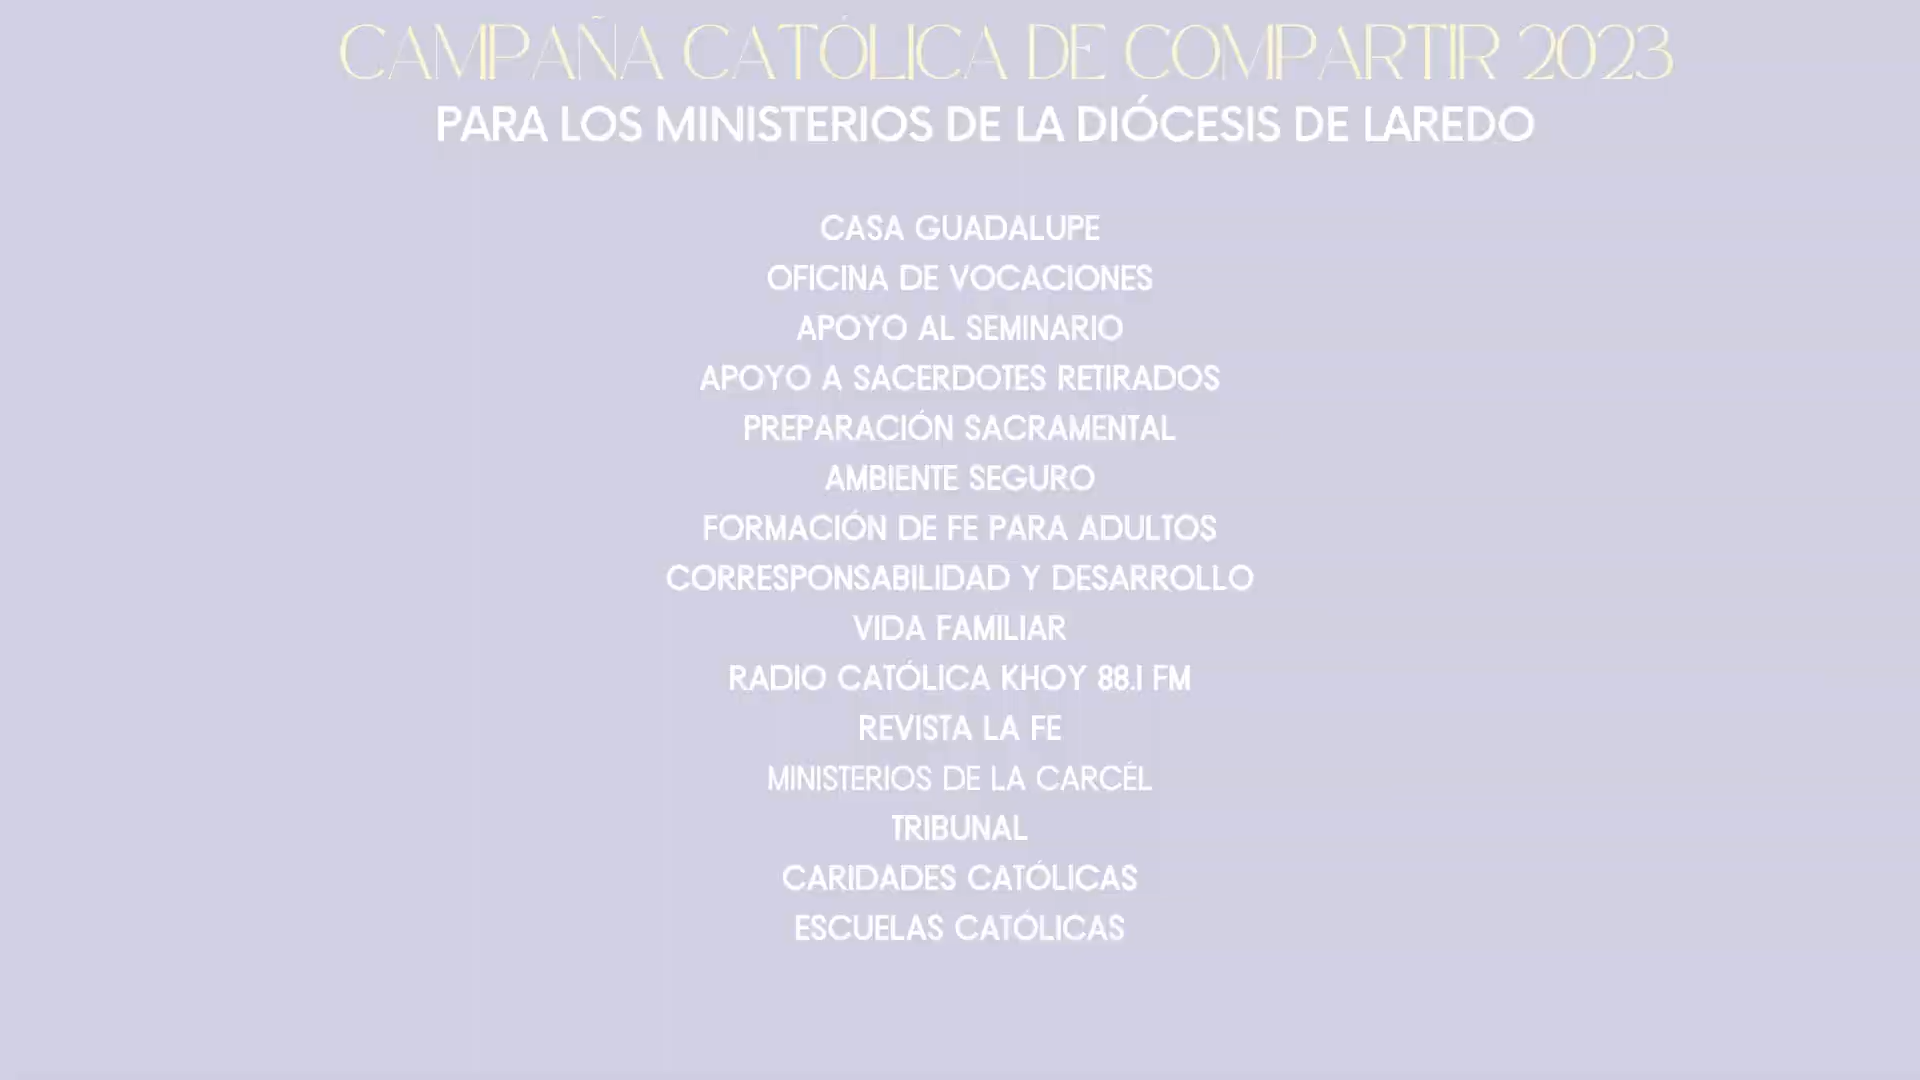 CAMPAÑA CATÓLICA DE COMPARTIR 2023
PARA LOS MINISTERIOS DE LA DIÓCESIS DE LAREDO
CASA GUADALUPE
OFICINA DE VOCACIONES
APOYO AL SEMINARIO
APOYO A SACERDOTES RETIRADOS
PREPARACIÓN SACRAMENTAL
AMBIENTE SEGURO
FORMACIÓN DE FE PARA ADULTOS
CORRESPONSABILIDAD Y DESARROLLO
VIDA FAMILIAR
RADIO CATÓLICA KHOY 88.1 FM
REVISTA LA FE
MINISTERIOS DE LA CARCÉL
TRIBUNAL
CARIDADES CATÓLICAS
ESCUELAS CATÓLICAS